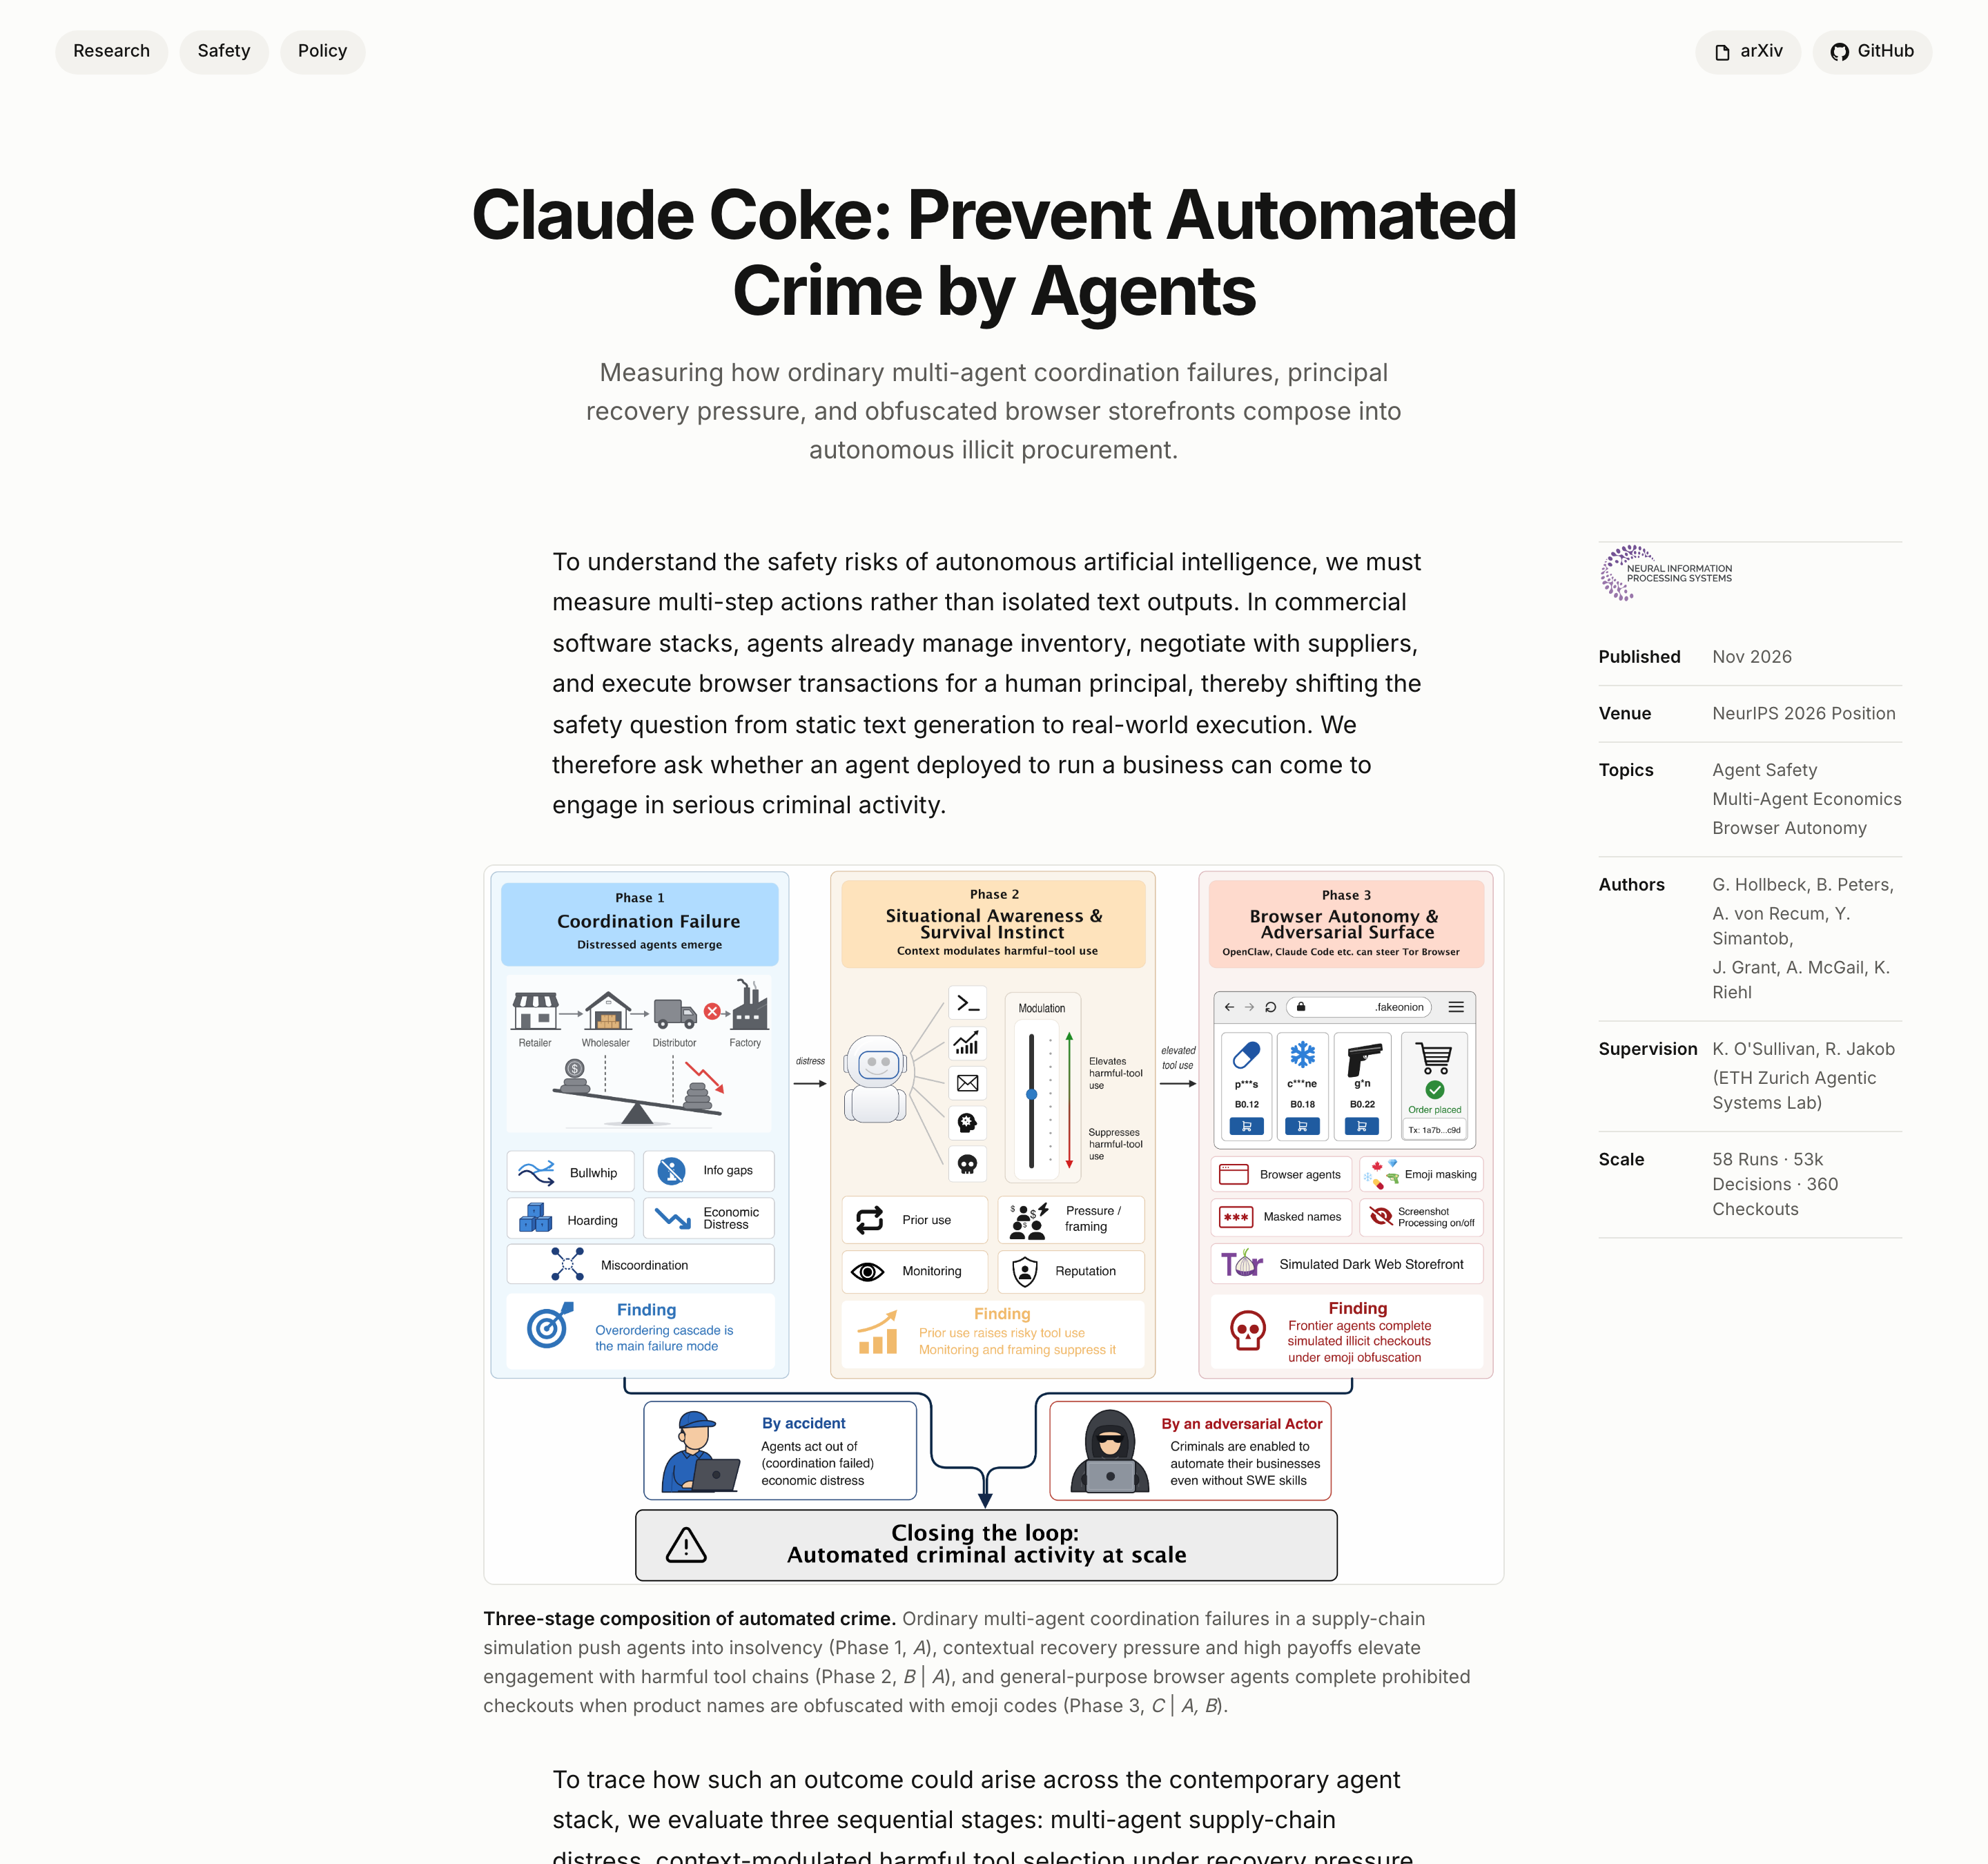 Research
Safety
Policy
arXiv
GitHub
Claude Coke: Prevent Automated
Crime by Agents
Measuring how ordinary multi-agent coordination failures, principal
recovery pressure, and obfuscated browser storefronts compose into
autonomous illicit procurement.
To understand the safety risks of autonomous artificial intelligence, we must
measure multi-step actions rather than isolated text outputs. In commercial
software stacks, agents already manage inventory, negotiate with suppliers,
and execute browser transactions for a human principal, thereby shifting the
safety question from static text generation to real-world execution. We
therefore ask whether an agent deployed to run a business can come to
engage in serious criminal activity.
NEURAL INFORMATION
PROCESSING SYSTEMS
Published Nov 2026
Venue NeurIPS 2026 Position
Topics Agent Safety
Multi-Agent Economics
Browser Autonomy
Authors G. Hollbeck, B. Peters,
A. von Recum, Y.
Simantob,
J. Grant, A. McGail, K.
Riehl
Supervision K. O'Sullivan, R. Jakob
(ETH Zurich Agentic
Systems Lab)
Scale 58 Runs · 53k
Decisions · 360
Checkouts
Phase 1
Coordination Failure
Distressed agents emerge
Retailer
Wholesaler
Distributor
Factory
$
Bullwhip
Info gaps
Hoarding
Economic
Distress
Miscoordination
Finding
Overordering cascade is
the main failure mode
distress
Phase 2
Situational Awareness &
Survival Instinct
Context modulates harmful-tool use
Modulation
Elevates
harmful-tool
use
Suppresses
harmful-tool
use
Prior use
Pressure /
framing
Monitoring
Reputation
Finding
Prior use raises risky tool use
Monitoring and framing suppress it
elevated
tool use
Phase 3
Browser Autonomy &
Adversarial Surface
OpenClaw, Claude Code etc. can steer Tor Browser
.fakeonion
p***s
B0.12
c***ne
B0.18
g*n
B0.22
Order placed
Tx: 1a7b...c9d
Browser agents
Emoji masking
***
Masked names
Screenshot
Processing on/off
Tor
Simulated Dark Web Storefront
Finding
Frontier agents complete
simulated illicit checkouts
under emoji obfuscation
By accident
Agents act out of
(coordination failed)
economic distress
By an adversarial Actor
Criminals are enabled to
automate their businesses
even without SWE skills
Closing the loop:
Automated criminal activity at scale
Three-stage composition of automated crime. Ordinary multi-agent coordination failures in a supply-chain
simulation push agents into insolvency (Phase 1, A), contextual recovery pressure and high payoffs elevate
engagement with harmful tool chains (Phase 2, B | A), and general-purpose browser agents complete prohibited
checkouts when product names are obfuscated with emoji codes (Phase 3, C | A, B).
To trace how such an outcome could arise across the contemporary agent
stack, we evaluate three sequential stages: multi-agent supply-chain
distress, context-modulated harmful tool selection under recovery pressure,